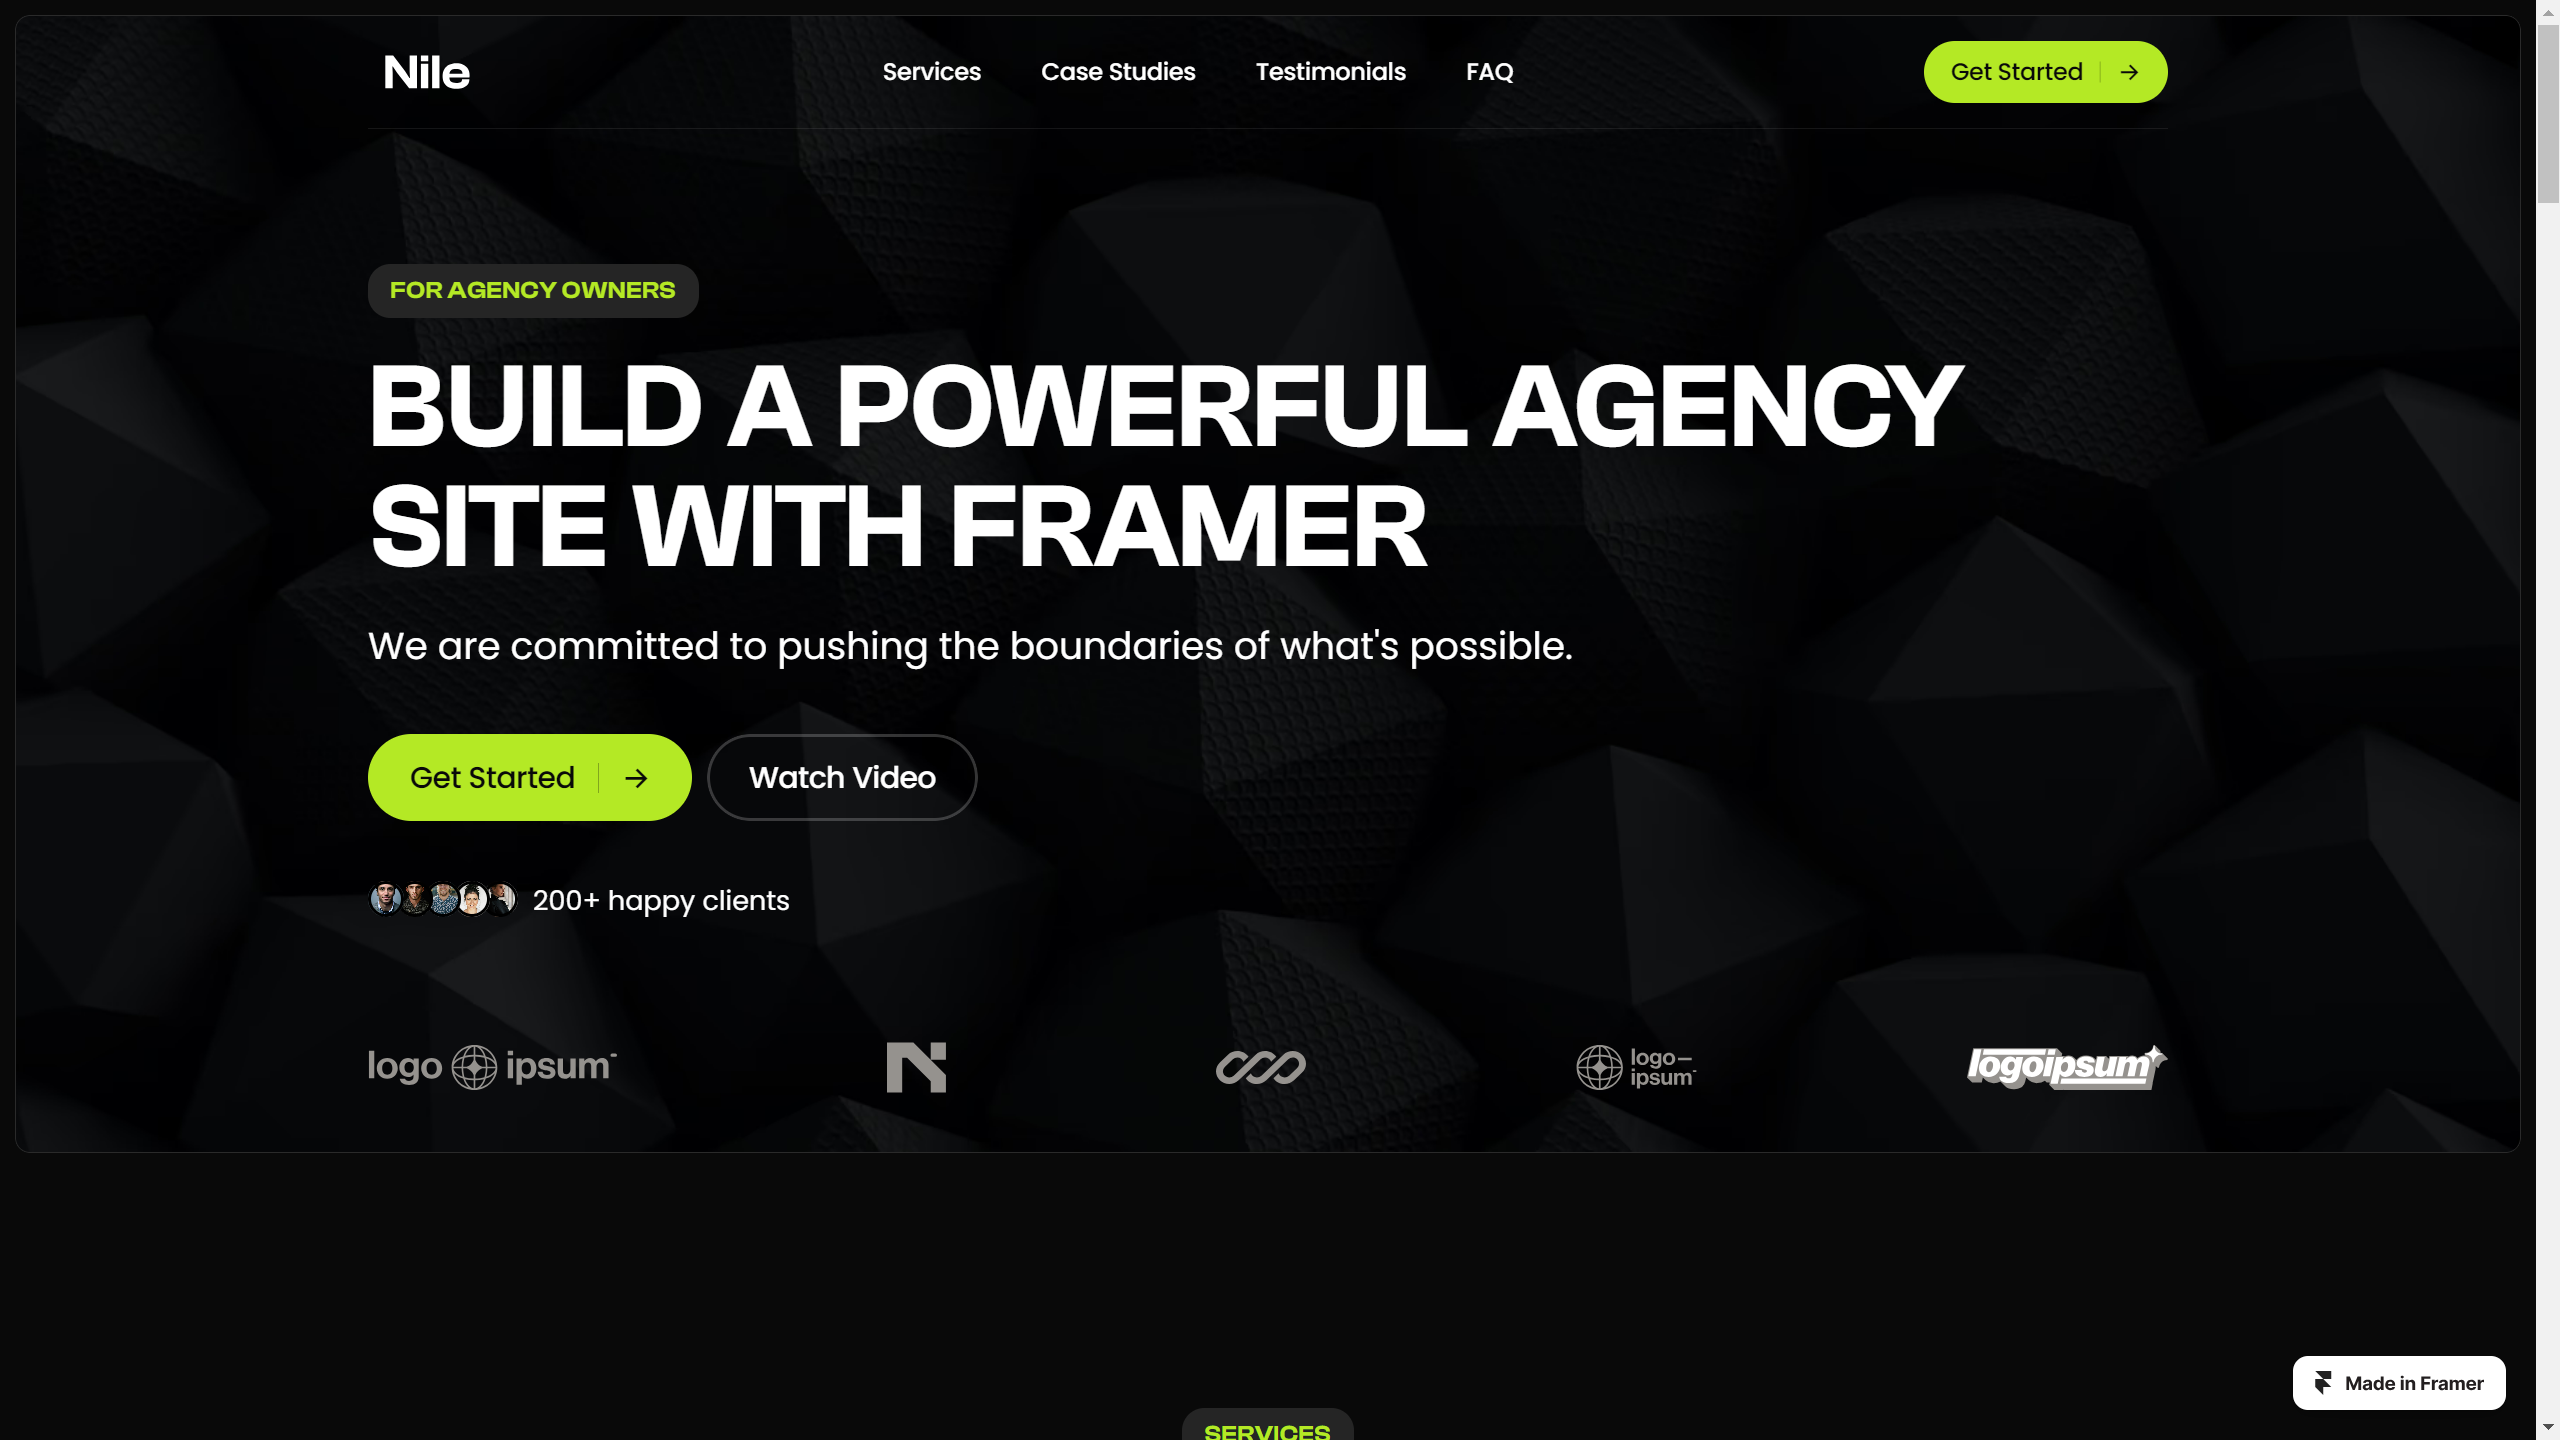 Nile
Services
Case Studies
Testimonials
FAQ
Get Started
FOR AGENCY OWNERS
BUILD A POWERFUL AGENCY
SITE WITH FRAMER
We are committed to pushing the boundaries of what's possible.
Get Started
Watch Video
200+ happy clients
logo ipsum
logo
ipsum
logoipsum
Made in Framer
SERVICES